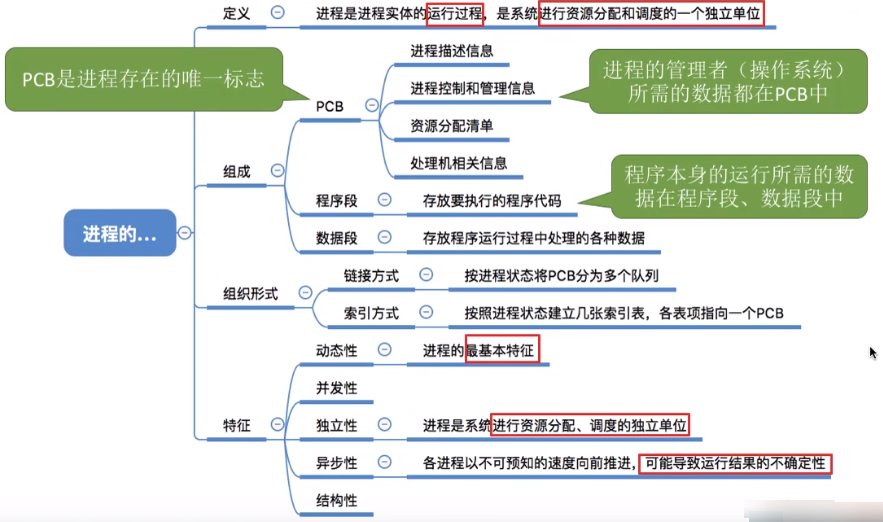 定义
进程是进程实体的运行过程，是系统进行资源分配和调度的一个独立单位
PCB是进程存在的唯一标志
进程描述信息
进程控制和管理信息
进程的管理者（操作系统）
所需的数据都在PCB中
PCB
资源分配清单
处理机相关信息
组成
程序段
存放要执行的程序代码
程序本身的运行所需的数
据在程序段、数据段中
数据段
存放程序运行过程中处理的各种数据
进程的...
组织形式
链接方式
按进程状态将PCB分为多个队列
索引方式
按照进程状态建立几张索引表，各表项指向一个PCB
特征
动态性
进程的最基本特征
并发性
独立性
进程是系统进行资源分配、调度的独立单位
异步性
各进程以不可预知的速度向前推进，可能导致运行结果的不确定性
结构性